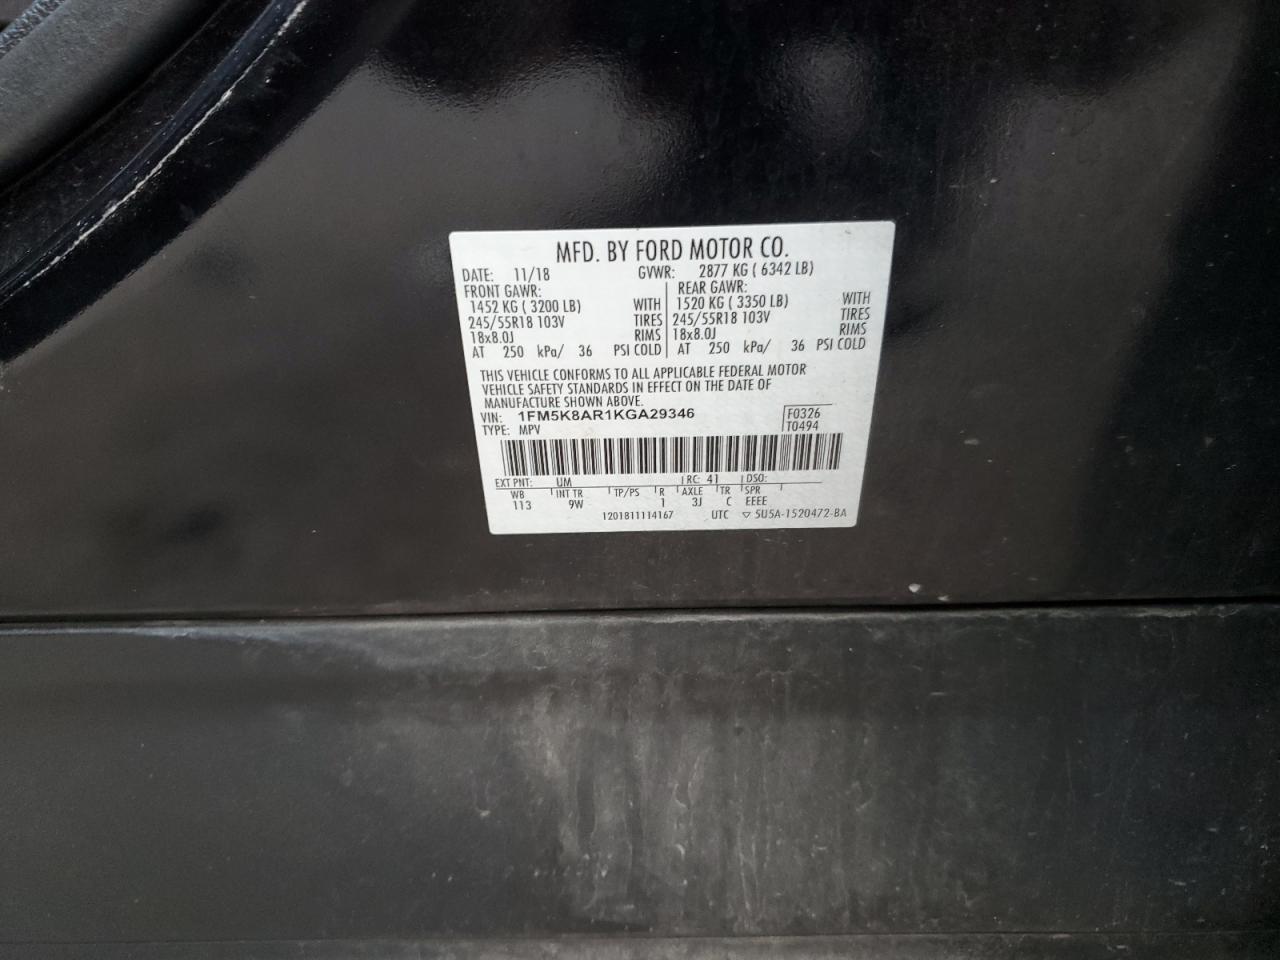 MFD. BY FORD MOTOR CO.
DATE: 11/18 GVWR: 2877 KG ( 6342 LB)
FRONT GAWR: REAR GAWR:
1452 KG ( 3200 LB) WITH 1520 KG ( 3350 LB) WITH
245/55R18 103V TIRES 245/55R18 103V TIRES
18x8.0J RIMS 18x8.0J RIMS
AT 250 kPa/ 36 PSI COLD AT 250 kPa/ 36 PSI COLD
THIS VEHICLE CONFORMS TO ALL APPLICABLE FEDERAL MOTOR
VEHICLE SAFETY STANDARDS IN EFFECT ON THE DATE OF
MANUFACTURE SHOWN ABOVE.
VIN: 1FM5K8AR1KGA29346 F0326
TYPE: MPV T0494
EXT PNT: UM RC: 41 DSO:
WB INT TR TP/PS R AXLE TR SPR
113 9W 1 3J C EEEE
1201811114167 UTC ▽ 5U5A-1520472-BA